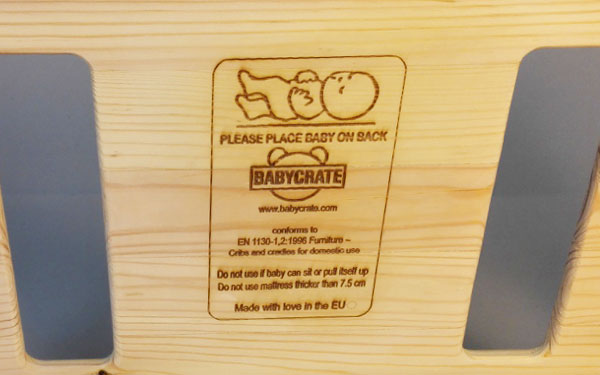 PLEASE PLACE BABY ON BACK
BABYCRATE
www.babycrate.com
conforms to
EN 1130-1,2:1996 Furniture –
Cribs and cradles for domestic use
Do not use if baby can sit or pull itself up
Do not use mattress thicker than 7.5 cm
Made with love in the EU